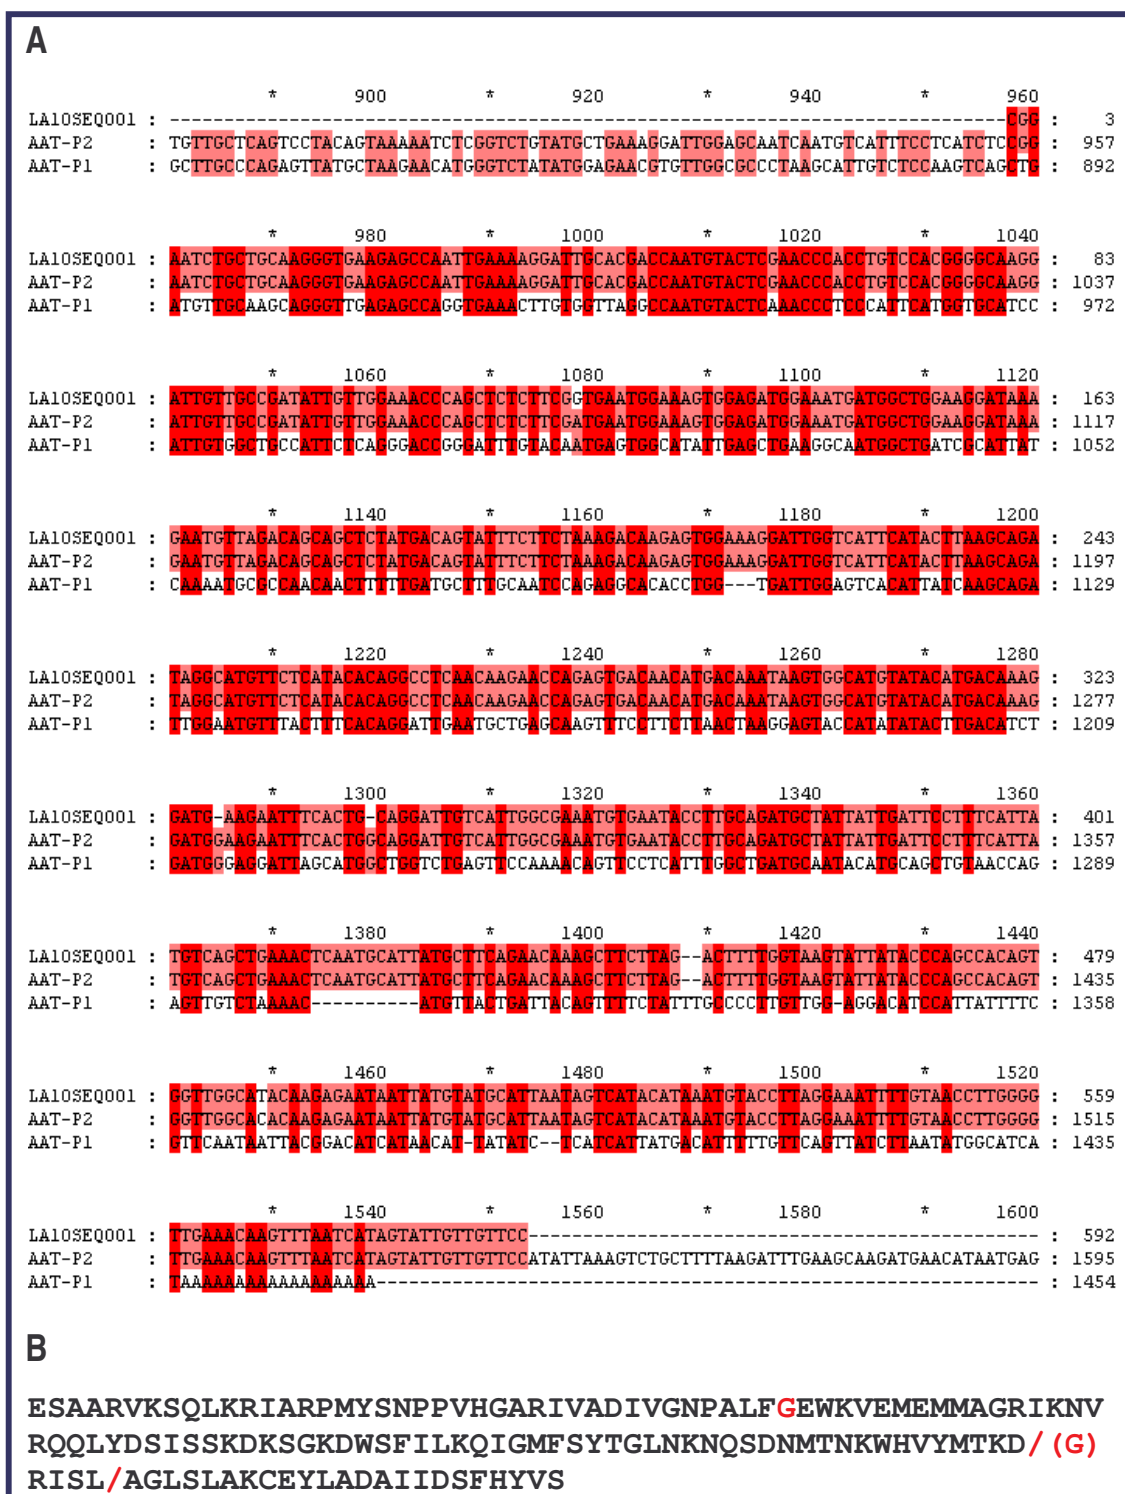 A
* 900 * 920 * 940 * 960
LA10SEQ001 : -----------------------------------------------------------------------------CGG : 3
AAT-P2 : TGTTGCTCAGTCCTACAGTAAAAATCTCGGTCTGTATGCTGAAAGGATTGGAGCAATCAATGTCATTTCCTCATCTCCGG : 957
AAT-P1 : GCTTGCCCAGAGTTATGCTAAGAACATGGGTCTATATGGAGAACGTGTTGGCGCCCTAAGCATTGTCTCCAAGTCAGCTG : 892
* 980 * 1000 * 1020 * 1040
LA10SEQ001 : AATCTGCTGCAAGGGTGAAGAGCCAATTGAAAAGGATTGCACGACCAATGTACTCGAACCCACCTGTCCACGGGGCAAGG : 83
AAT-P2 : AATCTGCTGCAAGGGTGAAGAGCCAATTGAAAAGGATTGCACGACCAATGTACTCGAACCCACCTGTCCACGGGGCAAGG : 1037
AAT-P1 : ATGTTGCAAGCAGGGTTGAGAGCCAGGTGAAACTTGTGGTTAGGCCAATGTACTCAAACCCTCCCATTCATGGTGCATCC : 972
* 1060 * 1080 * 1100 * 1120
LA10SEQ001 : ATTGTTGCCGATATTGTTGGAAACCCAGCTCTCTTCGGTGAATGGAAAGTGGAGATGGAAATGATGGCTGGAAGGATAAA : 163
AAT-P2 : ATTGTTGCCGATATTGTTGGAAACCCAGCTCTCTTCGATGAATGGAAAGTGGAGATGGAAATGATGGCTGGAAGGATAAA : 1117
AAT-P1 : ATTGTGGCTGCCATTCTCAGGGACCGGGATTTGTACAATGAGTGGCATATTGAGCTGAAGGCAATGGCTGATCGCATTAT : 1052
* 1140 * 1160 * 1180 * 1200
LA10SEQ001 : GAATGTTAGACAGCAGCTCTATGACAGTATTTCTTCTAAAGACAAGAGTGGAAAGGATTGGTCATTCATACTTAAGCAGA : 243
AAT-P2 : GAATGTTAGACAGCAGCTCTATGACAGTATTTCTTCTAAAGACAAGAGTGGAAAGGATTGGTCATTCATACTTAAGCAGA : 1197
AAT-P1 : CAAAATGCGCCAACAACTTTTTGATGCTTTGCAATCCAGAGGCACACCTGG---TGATTGGAGTCACATTATCAAGCAGA : 1129
* 1220 * 1240 * 1260 * 1280
LA10SEQ001 : TAGGCATGTTCTCATACACAGGCCTCAACAAGAACCAGAGTGACAACATGACAAATAAGTGGCATGTATACATGACAAAG : 323
AAT-P2 : TAGGCATGTTCTCATACACAGGCCTCAACAAGAACCAGAGTGACAACATGACAAATAAGTGGCATGTATACATGACAAAG : 1277
AAT-P1 : TTGGAATGTTTACTTTCACAGGATTGAATGCTGAGCAAGTTTCCTTCTTAACTAAGGAGTACCATATATACTTGACATCT : 1209
* 1300 * 1320 * 1340 * 1360
LA10SEQ001 : GATG-AAGAATTTCACTG-CAGGATTGTCATTGGCGAAATGTGAATACCTTGCAGATGCTATTATTGATTCCTTTCATTA : 401
AAT-P2 : GATGGAAGAATTTCACTGGCAGGATTGTCATTGGCGAAATGTGAATACCTTGCAGATGCTATTATTGATTCCTTTCATTA : 1357
AAT-P1 : GATGGGAGGATTAGCATGGCTGGTCTGAGTTCCAAAACAGTTCCTCATTTGGCTGATGCAATACATGCAGCTGTAACCAG : 1289
* 1380 * 1400 * 1420 * 1440
LA10SEQ001 : TGTCAGCTGAAACTCAATGCATTATGCTTCAGAACAAAGCTTCTTAG--ACTTTTGGTAAGTATTATACCCAGCCACAGT : 479
AAT-P2 : TGTCAGCTGAAACTCAATGCATTATGCTTCAGAACAAAGCTTCTTAG--ACTTTTGGTAAGTATTATACCCAGCCACAGT : 1435
AAT-P1 : AGTTGTCTAAAAC----------ATGTTACTGATTACAGTTTTCTATTTGCCCCTTGTTGG-AGGACATCCATTATTTTC : 1358
* 1460 * 1480 * 1500 * 1520
LA10SEQ001 : GGTTGGCATACAAGAGAATAATTATGTATGCATTAATAGTCATACATAAATGTACCTTAGGAAATTTTGTAACCTTGGGG : 559
AAT-P2 : GGTTGGCACACAAGAGAATAATTATGTATGCATTAATAGTCATACATAAATGTACCTTAGGAAATTTTGTAACCTTGGGG : 1515
AAT-P1 : GTTCAATAATTACGGACATCATAACAT-TATATC--TCATCATTATGACATTTTTGTTCAGTTATCTTAATATGGCATCA : 1435
* 1540 * 1560 * 1580 * 1600
LA10SEQ001 : TTGAAACAAGTTTAATCATAGTATTGTTGTTCC----------------------------------------------- : 592
AAT-P2 : TTGAAACAAGTTTAATCATAGTATTGTTGTTCCATATTAAAGTCTGCTTTTAAGATTTGAAGCAAGATGAACATAATGAG : 1595
AAT-P1 : TAAAAAAAAAAAAAAAAAA------------------------------------------------------------- : 1454
B
ESAARVKSQLKRIARPMYSNPPVHGARIVADIVGNPALFGEWKVEMEMMAGRIKNV
RQQLYDSISSKDKSGKDWSFILKQIGMFSYTGLNKNQSDNMTNKWHVYMTKD/(G)
RISL/AGLSLAKCEYLADAIIDSFHYVS